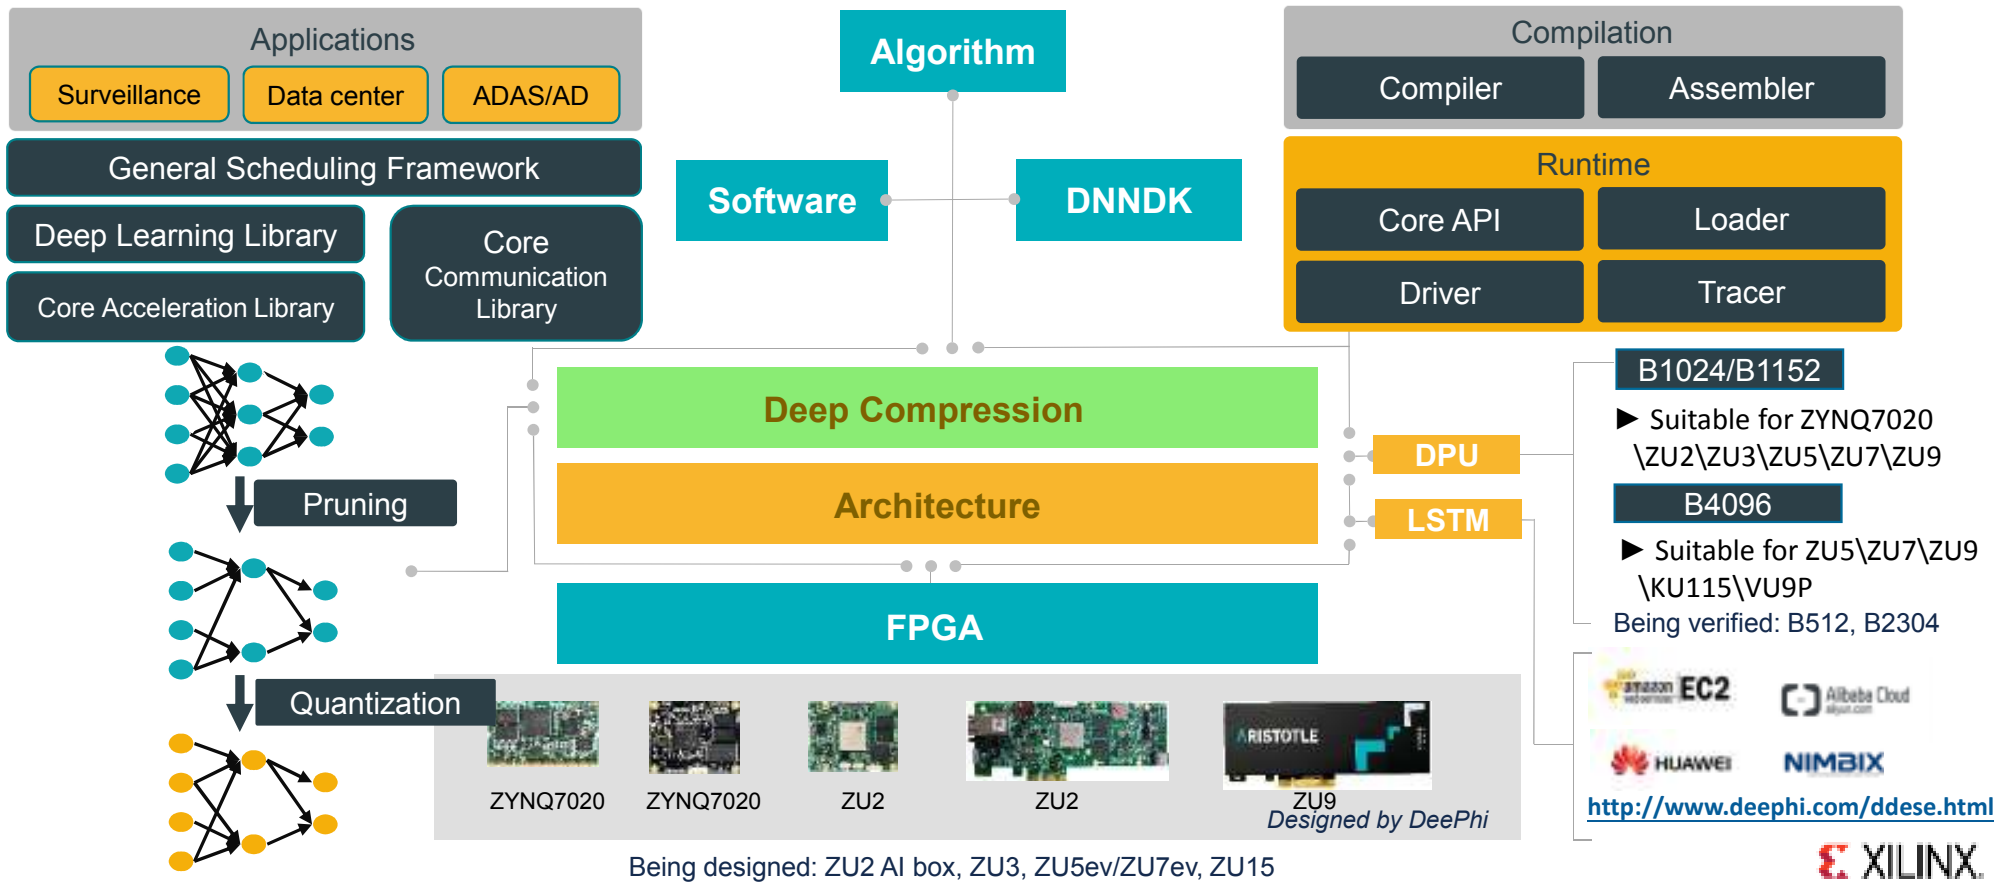 Applications
Surveillance
Data center
ADAS/AD
General Scheduling Framework
Deep Learning Library
Core
Communication
Library
Core Acceleration Library
Algorithm
Software
DNNDK
Compilation
Compiler
Assembler
Runtime
Core API
Loader
Driver
Tracer
Deep Compression
Architecture
FPGA
DPU
LSTM
B1024/B1152
► Suitable for ZYNQ7020
\ZU2\ZU3\ZU5\ZU7\ZU9
B4096
► Suitable for ZU5\ZU7\ZU9
\KU115\VU9P
Being verified: B512, B2304
Pruning
Quantization
ARISTOTLE
ZYNQ7020
ZYNQ7020
ZU2
ZU2
ZU9
Designed by DeePhi
Being designed: ZU2 AI box, ZU3, ZU5ev/ZU7ev, ZU15
amazon EC2
Alibaba Cloud
HUAWEI
NIMBIX
http://www.deephi.com/ddese.html
XILINX.